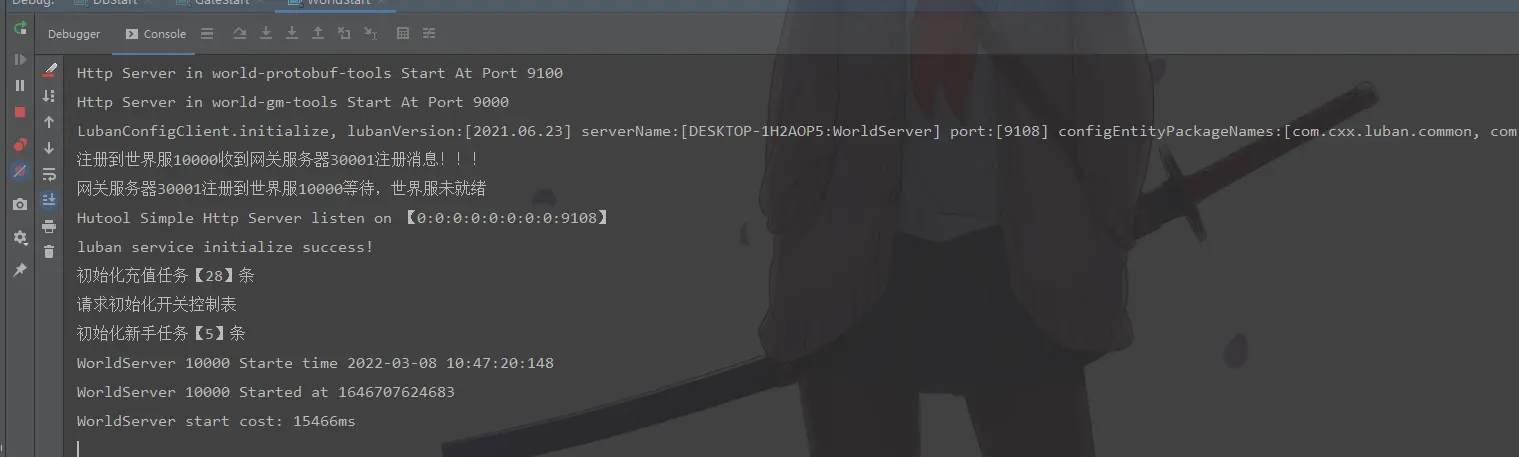 Debug: DbStart GateStart WorldStart
Debugger Console
Http Server in world-protobuf-tools Start At Port 9100
Http Server in world-gm-tools Start At Port 9000
LubanConfigClient.initialize, lubanVersion:[2021.06.23] serverName:[DESKTOP-1H2AOP5:WorldServer] port:[9108] configEntityPackageNames:[com.cxx.luban.common, com
注册到世界服10000收到网关服务器30001注册消息!!!
网关服务器30001注册到世界服10000等待,世界服未就绪
Hutool Simple Http Server listen on 【0:0:0:0:0:0:0:0:9108】
luban service initialize success!
初始化充值任务【28】条
请求初始化开关控制表
初始化新手任务【5】条
WorldServer 10000 Starte time 2022-03-08 10:47:20:148
WorldServer 10000 Started at 1646707624683
WorldServer start cost: 15466ms